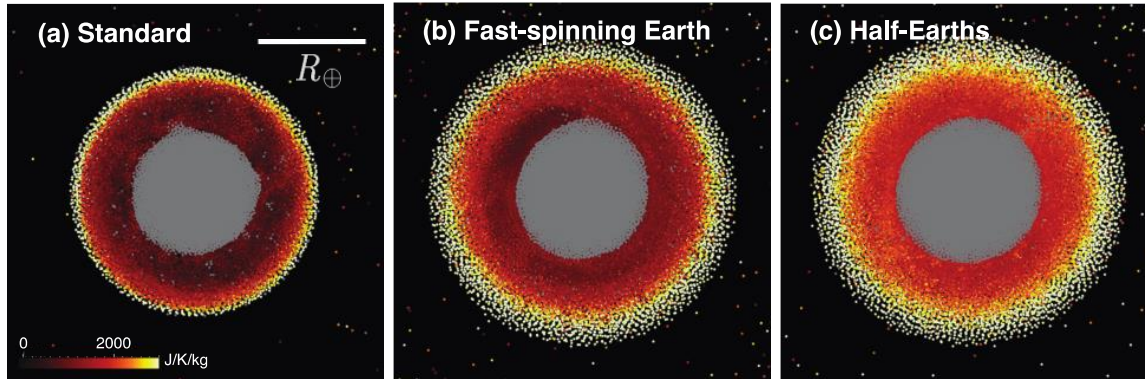 (a) Standard
R⊕
(b) Fast-spinning Earth
(c) Half-Earths
0 2000
J/K/kg